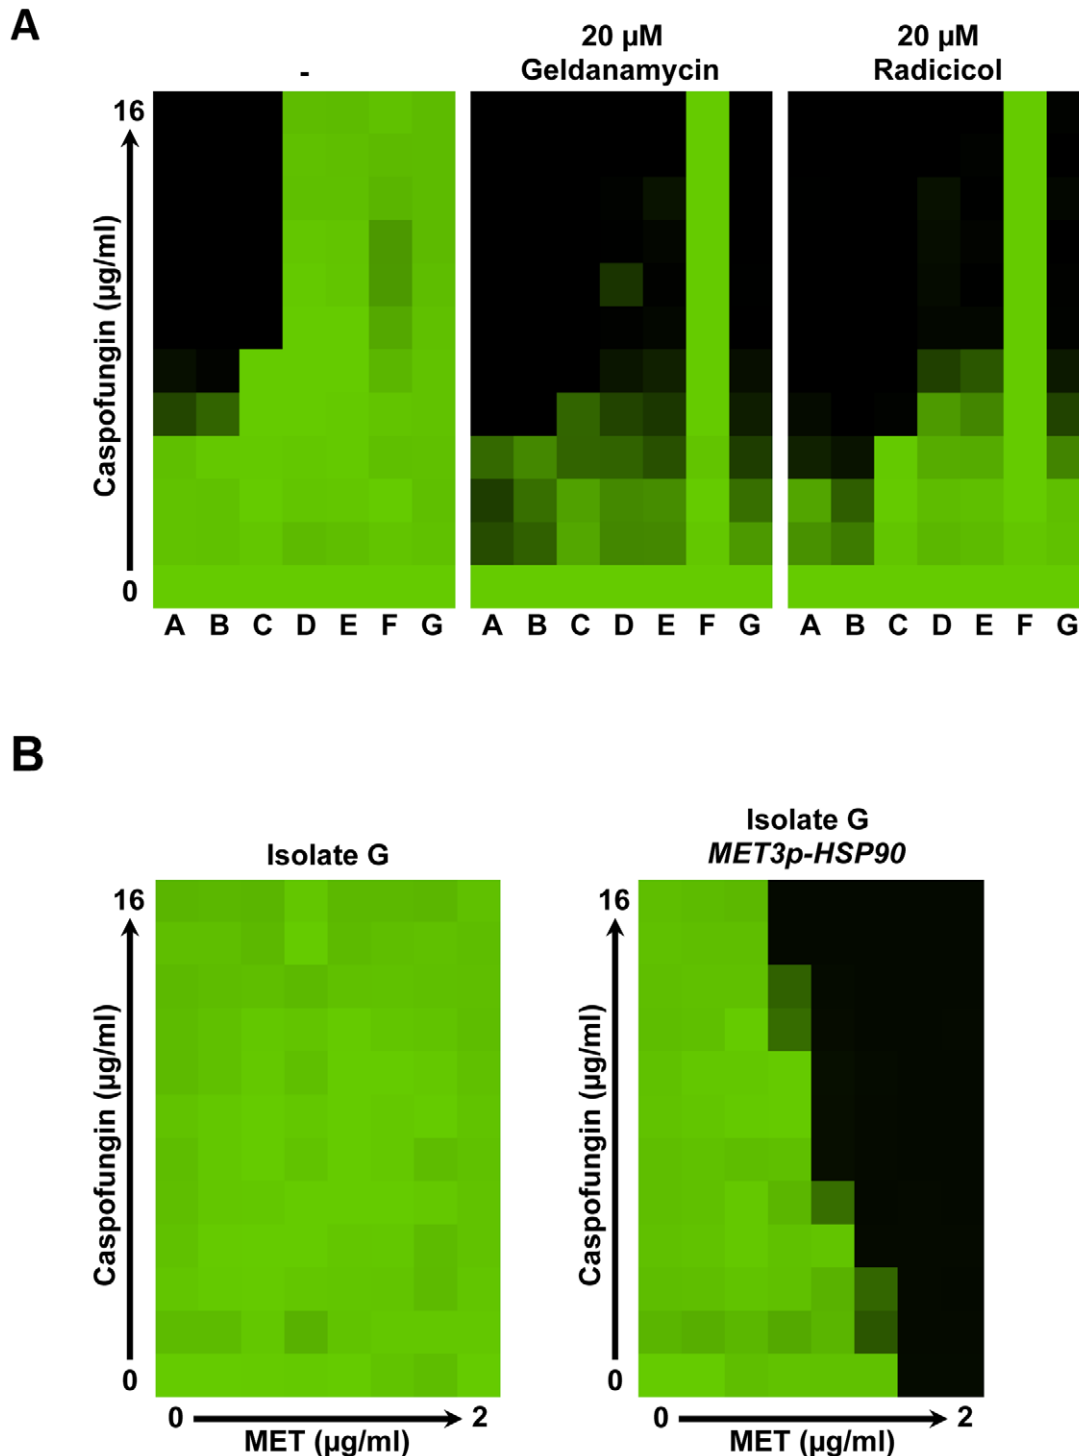 A
-
20 µM
Geldanamycin
20 µM
Radicicol
16
Caspofungin (µg/ml)
0
A B C D E F G
A B C D E F G
A B C D E F G
B
Isolate G
16
Caspofungin (µg/ml)
0
0 2
MET (µg/ml)
Isolate G
MET3p-HSP90
16
Caspofungin (µg/ml)
0
0 2
MET (µg/ml)